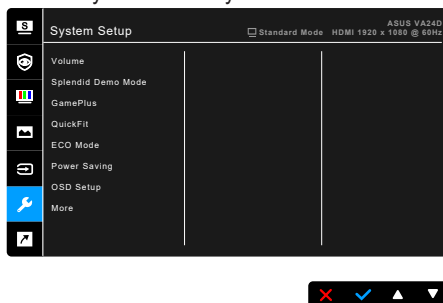 S
System Setup
Standard Mode
ASUS VA24D
HDMI 1920 x 1080 @ 60Hz
Volume
Splendid Demo Mode
GamePlus
QuickFit
ECO Mode
Power Saving
OSD Setup
More